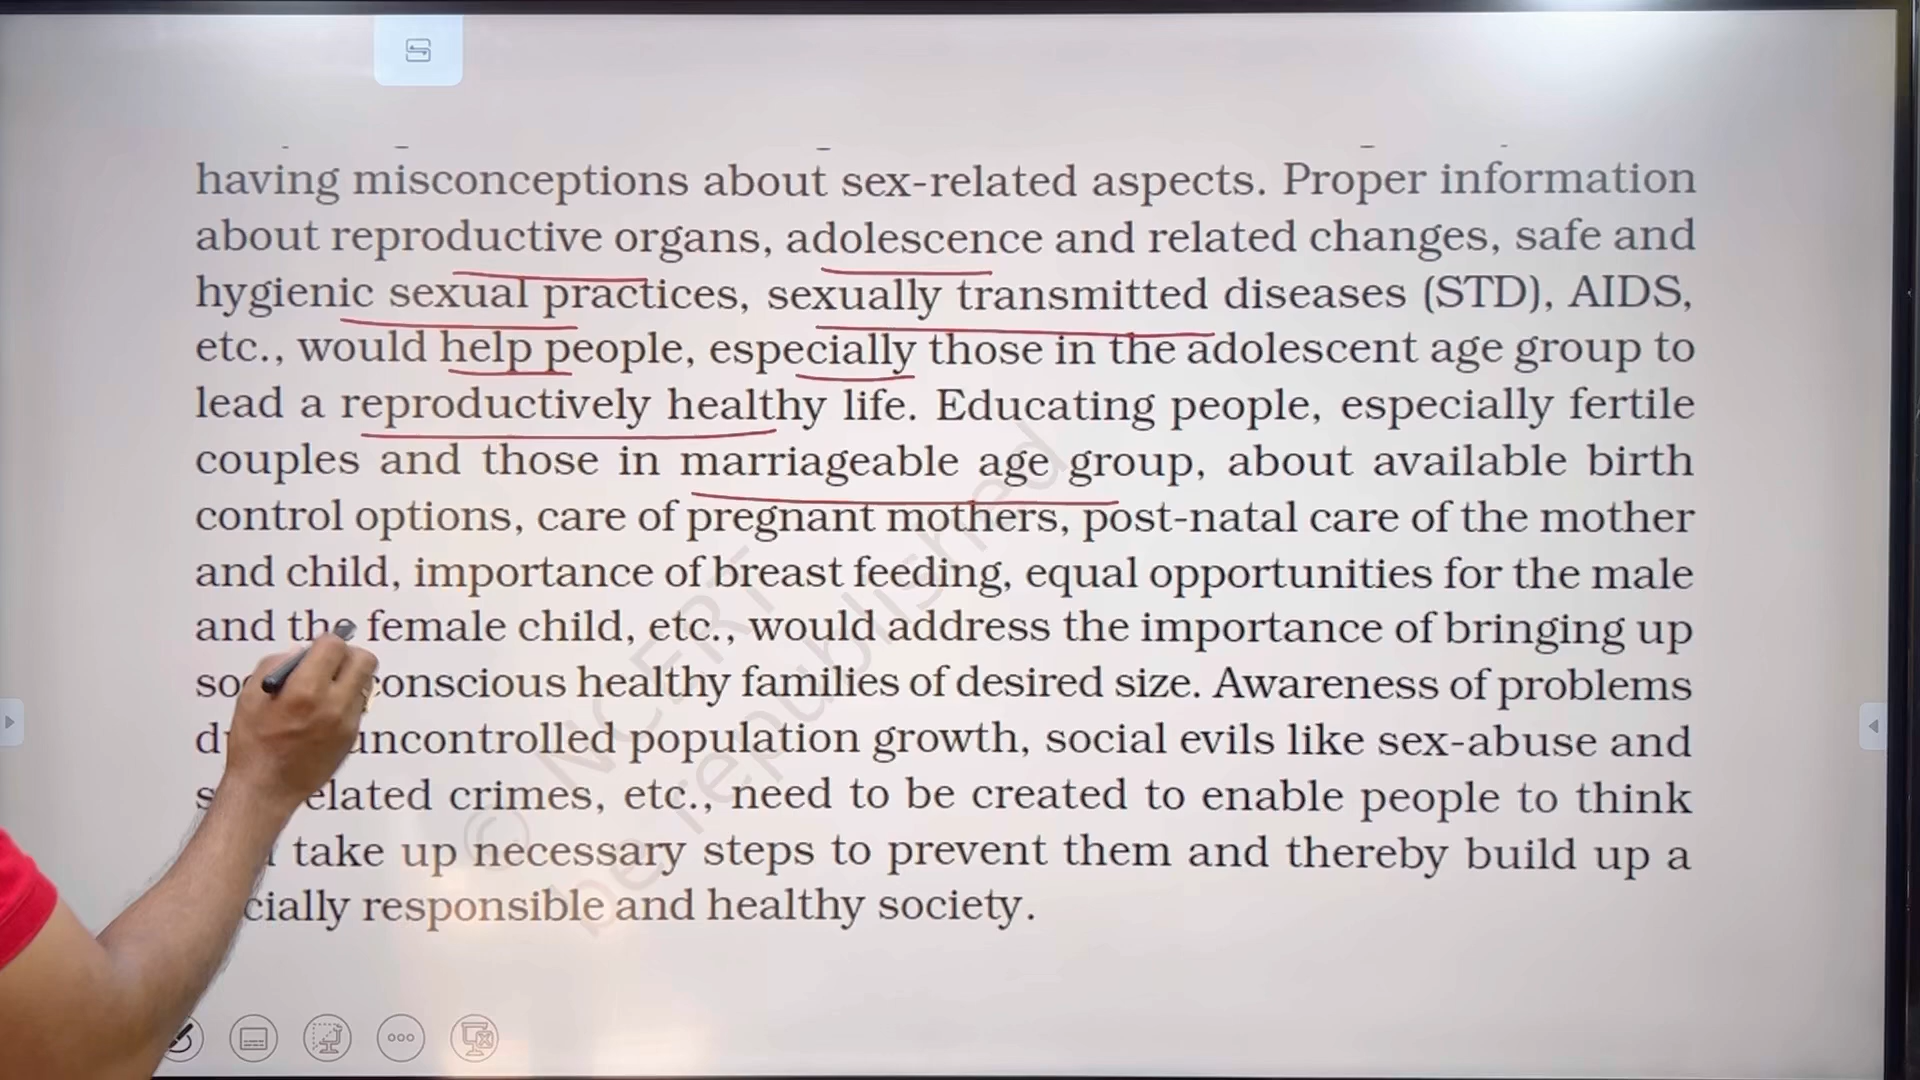 having misconceptions about sex-related aspects. Proper information
about reproductive organs, adolescence and related changes, safe and
hygienic sexual practices, sexually transmitted diseases (STD), AIDS,
etc., would help people, especially those in the adolescent age group to
lead a reproductively healthy life. Educating people, especially fertile
couples and those in marriageable age group, about available birth
control options, care of pregnant mothers, post-natal care of the mother
and child, importance of breast feeding, equal opportunities for the male
and the female child, etc., would address the importance of bringing up
conscious healthy families of desired size. Awareness of problems
uncontrolled population growth, social evils like sex-abuse and
elated crimes, etc., need to be created to enable people to think
take up necessary steps to prevent them and thereby build up a
cially responsible and healthy society.
© NCERT
be republished